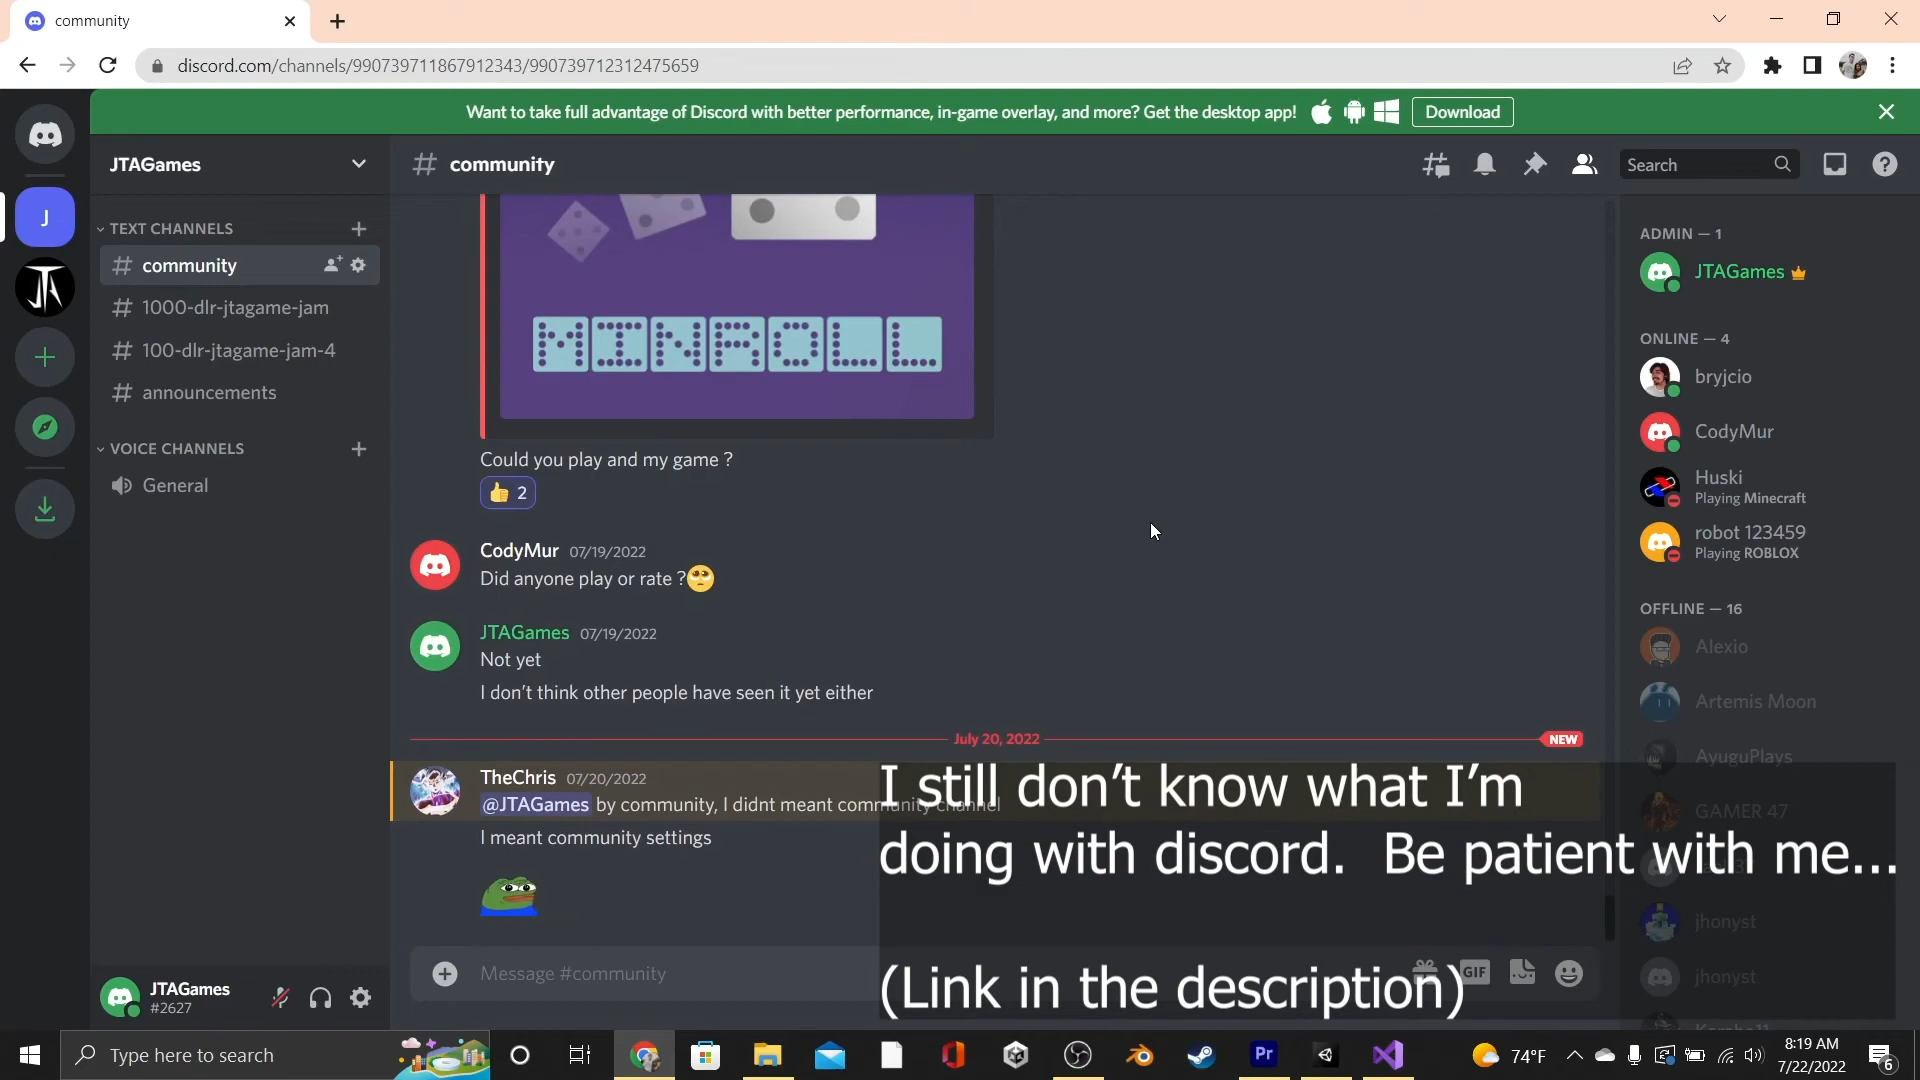 community
discord.com/channels/990739711867912343/990739712312475659
Want to take full advantage of Discord with better performance, in-game overlay, and more? Get the desktop app!
Download
JTAGames
community
Search
TEXT CHANNELS
community
1000-dlr-jtagame-jam
100-dlr-jtagame-jam-4
announcements
VOICE CHANNELS
General
J
MINROLL
Could you play and my game ?
2
CodyMur 07/19/2022
Did anyone play or rate ?
JTAGames 07/19/2022
Not yet
I don't think other people have seen it yet either
July 20, 2022
NEW
TheChris 07/20/2022
@JTAGames by community, I didnt meant community channel
I meant community settings
Message #community
GIF
I still don't know what I'm
doing with discord. Be patient with me...
(Link in the description)
ADMIN — 1
JTAGames
ONLINE — 4
bryjcio
CodyMur
Huski
Playing Minecraft
robot 123459
Playing ROBLOX
OFFLINE — 16
Alexio
Artemis Moon
AyuguPlays
GAMER 47
jhonyst
jhonyst
JTAGames
#2627
Type here to search
Pr
74°F
8:19 AM
7/22/2022
6